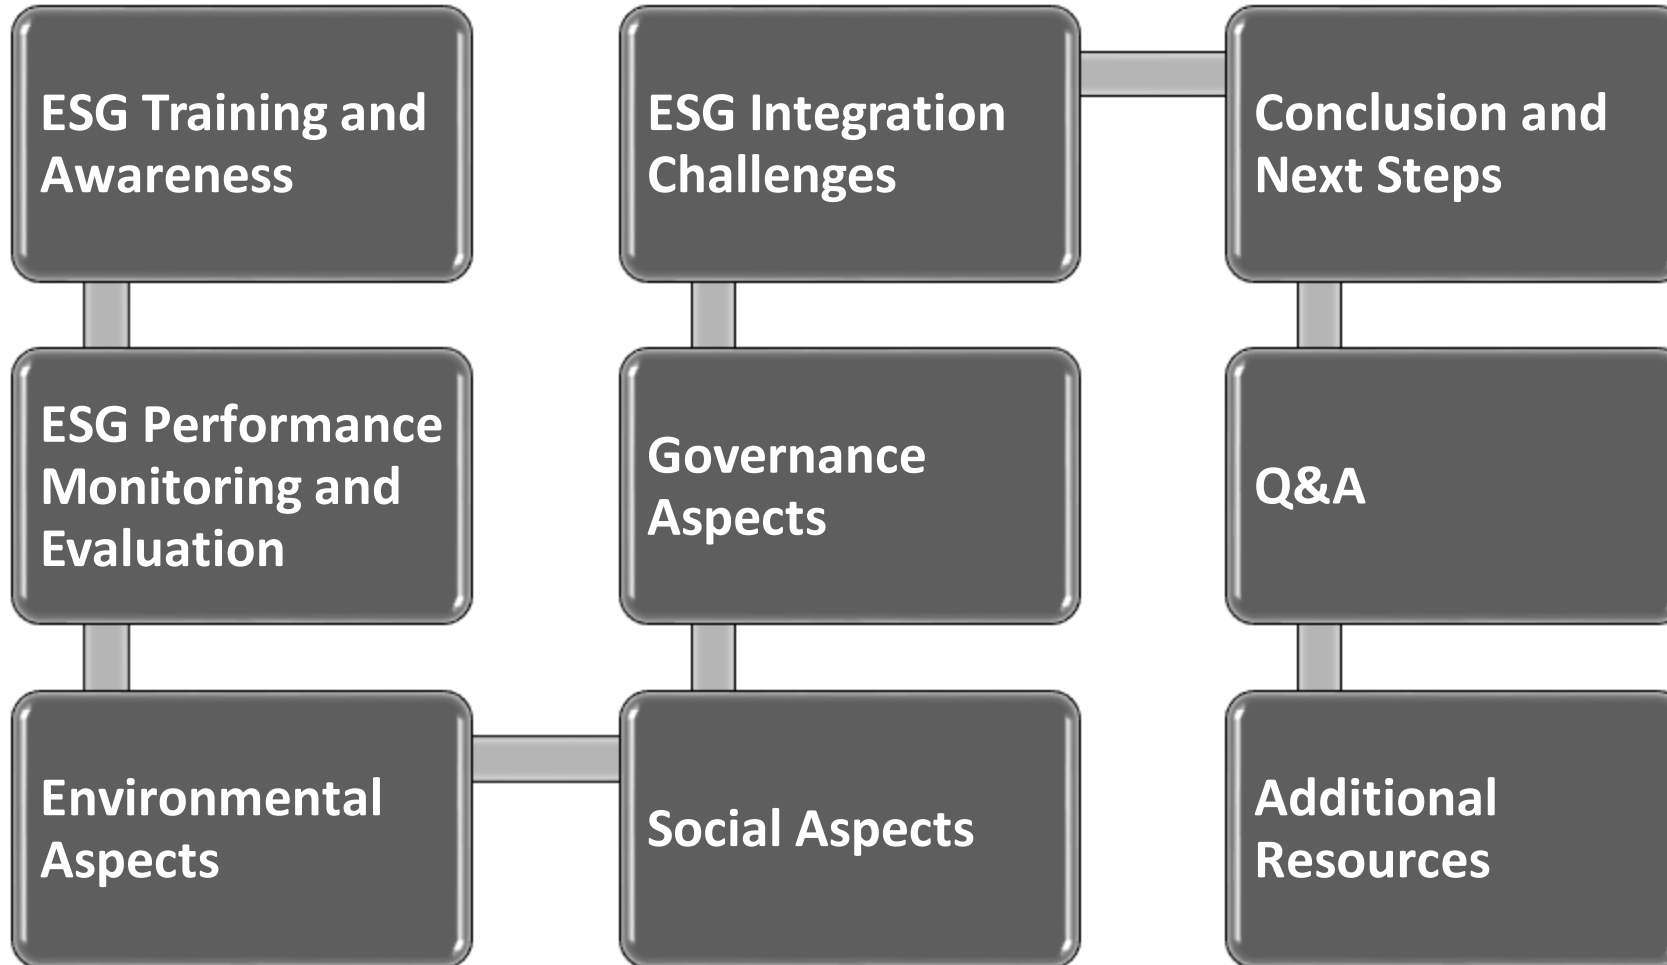 ESG Training and
Awareness
ESG Performance
Monitoring and
Evaluation
Environmental
Aspects
Social Aspects
Governance
Aspects
ESG Integration
Challenges
Conclusion and
Next Steps
Q&A
Additional
Resources